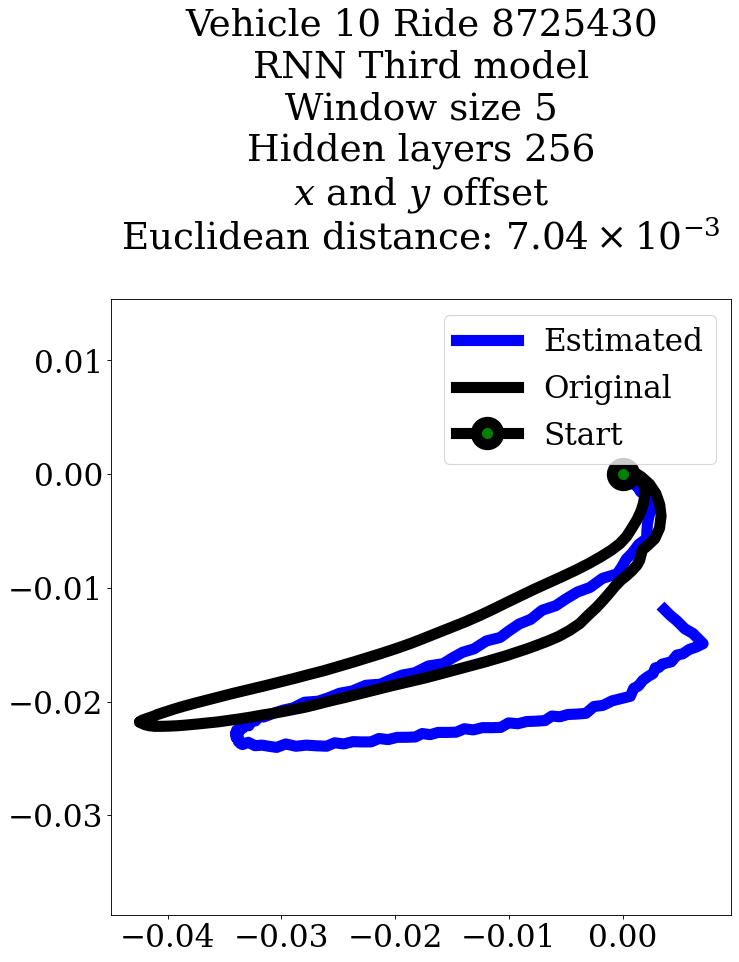 Vehicle 10 Ride 8725430
RNN Third model
Window size 5
Hidden layers 256
x and y offset
Euclidean distance: 7.04 × 10⁻³
Estimated
Original
Start
0.01
0.00
−0.01
−0.02
−0.03
−0.04 −0.03 −0.02 −0.01 0.00